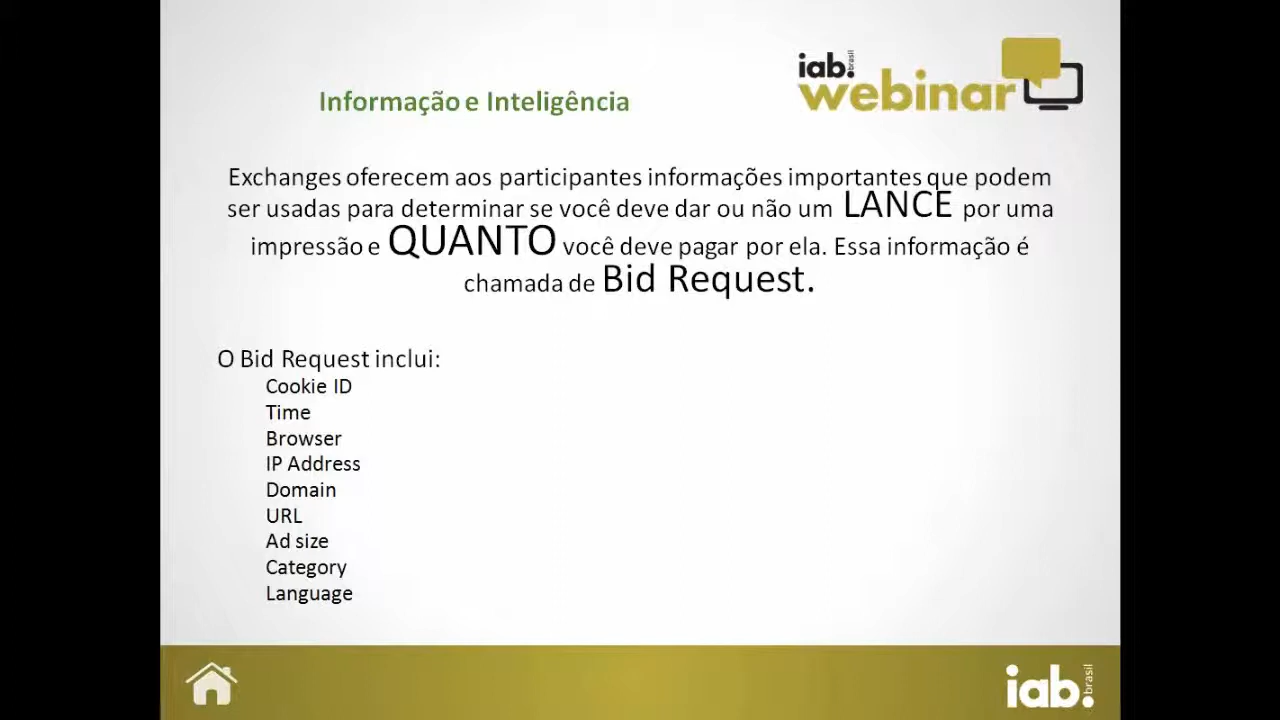 iab.brasil
webinar
Informação e Inteligência
Exchanges oferecem aos participantes informações importantes que podem
ser usadas para determinar se você deve dar ou não um LANCE por uma
impressão e QUANTO você deve pagar por ela. Essa informação é
chamada de Bid Request.
O Bid Request inclui:
Cookie ID
Time
Browser
IP Address
Domain
URL
Ad size
Category
Language
iab.brasil